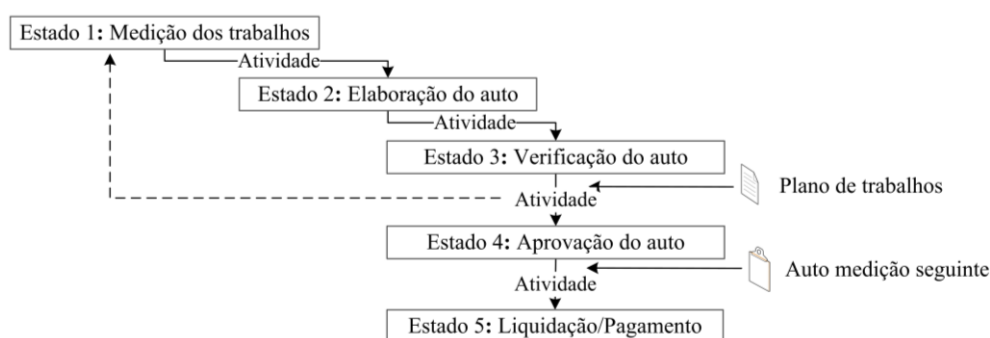 Estado 1: Medição dos trabalhos
Atividade
Estado 2: Elaboração do auto
Atividade
Estado 3: Verificação do auto
Plano de trabalhos
Atividade
Estado 4: Aprovação do auto
Auto medição seguinte
Atividade
Estado 5: Liquidação/Pagamento